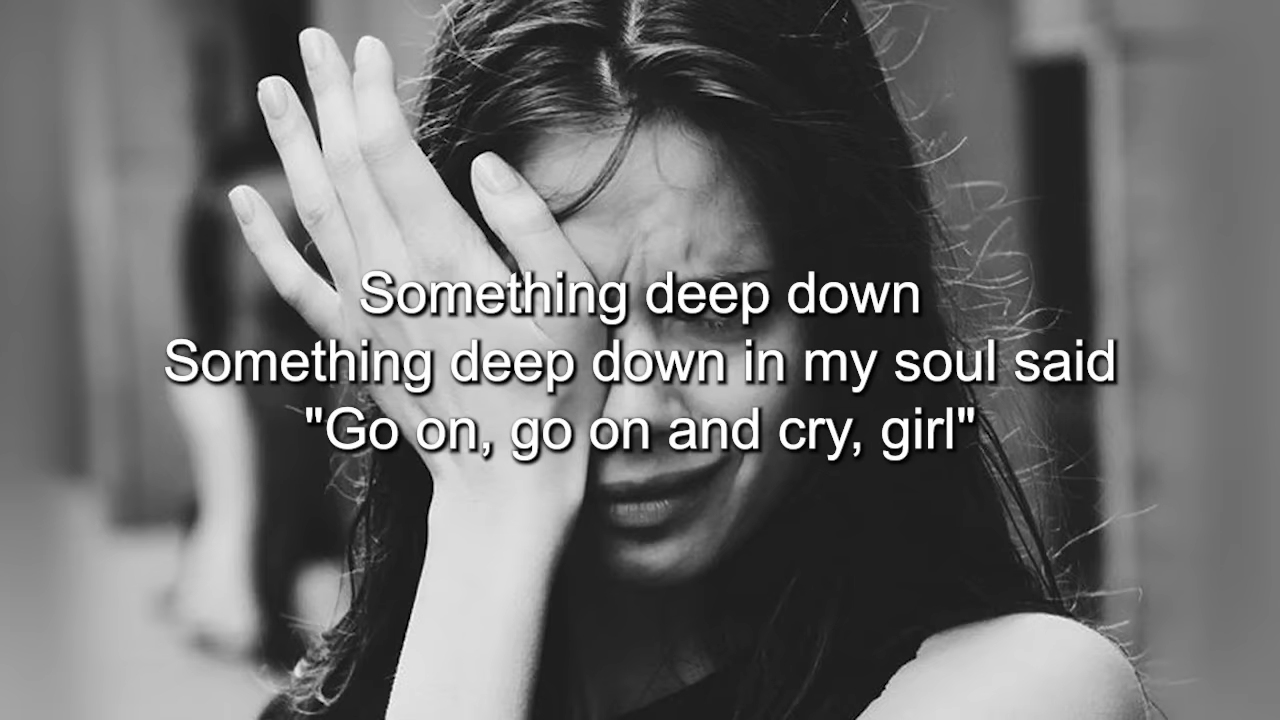 Something deep down
Something deep down in my soul said
"Go on, go on and cry, girl"